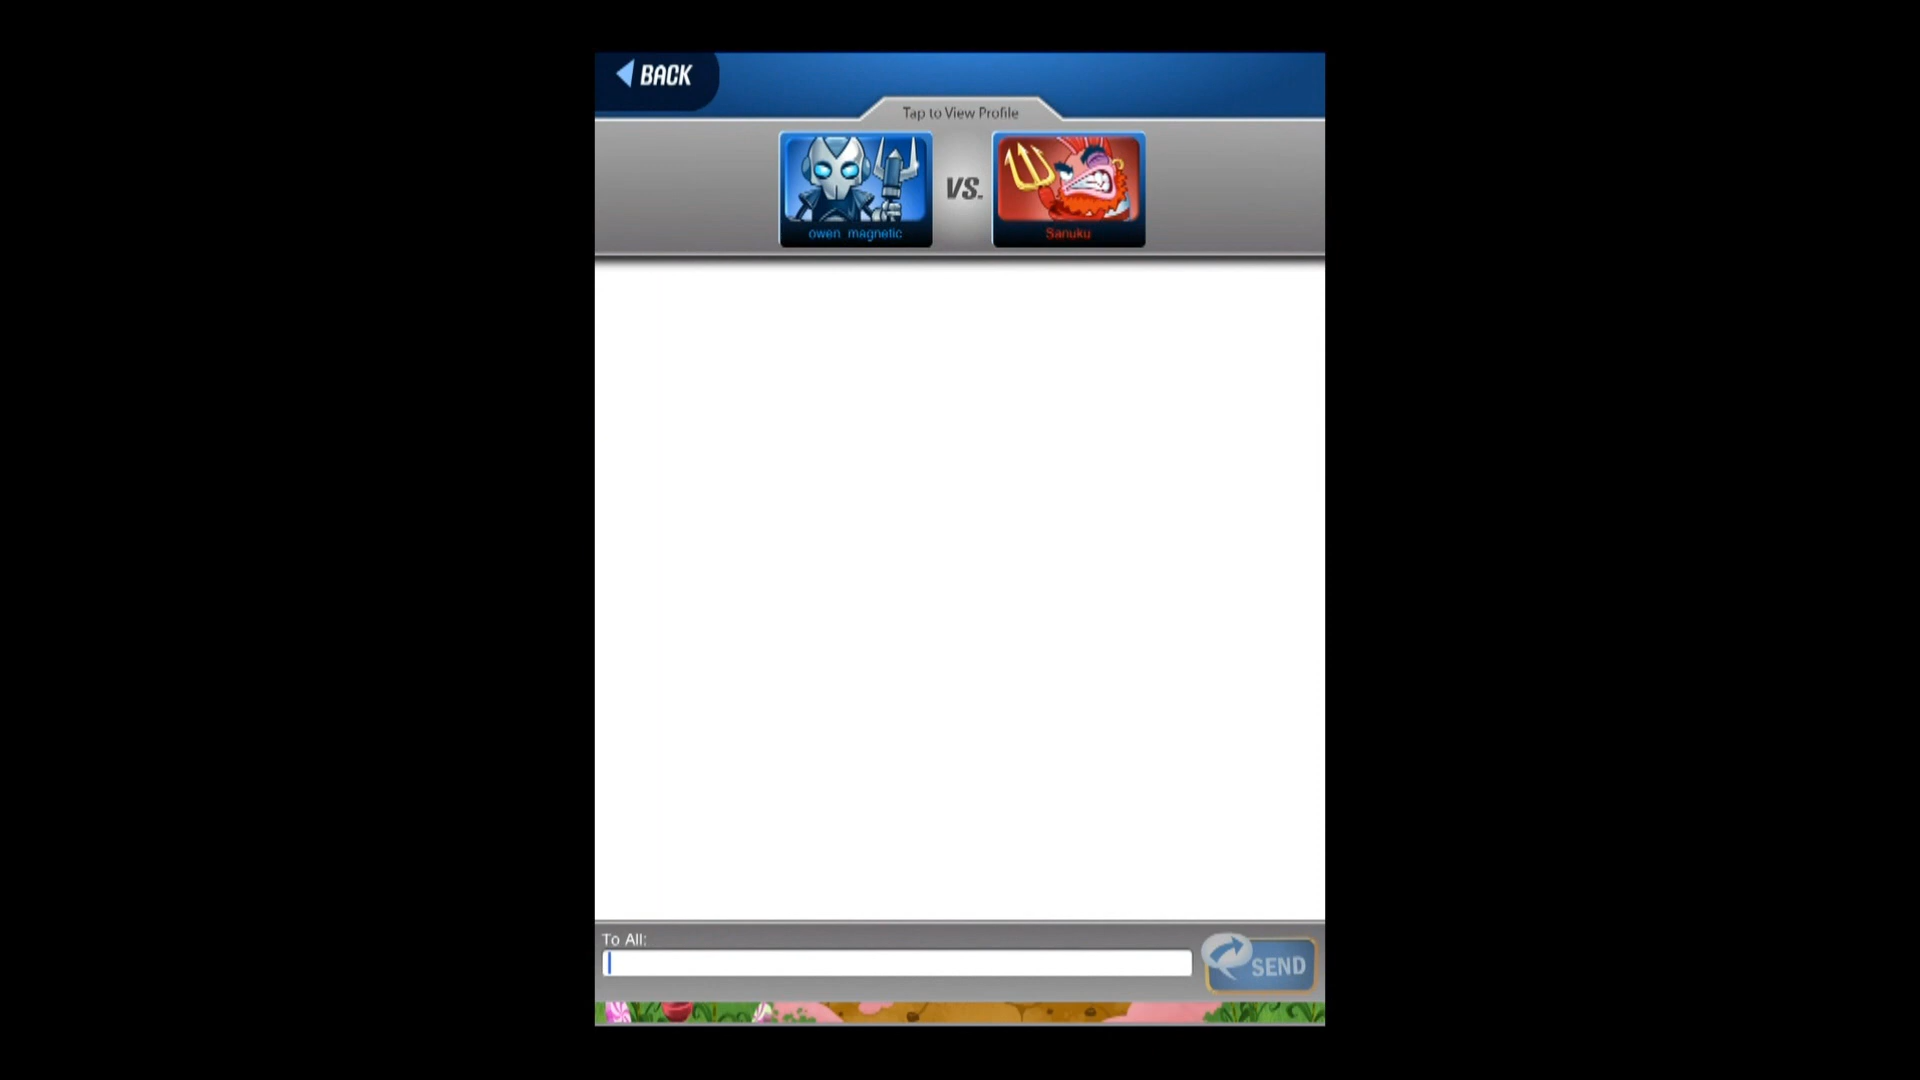 BACK
Tap to View Profile
VS.
owen magnetic
Sanuku
To All:
SEND